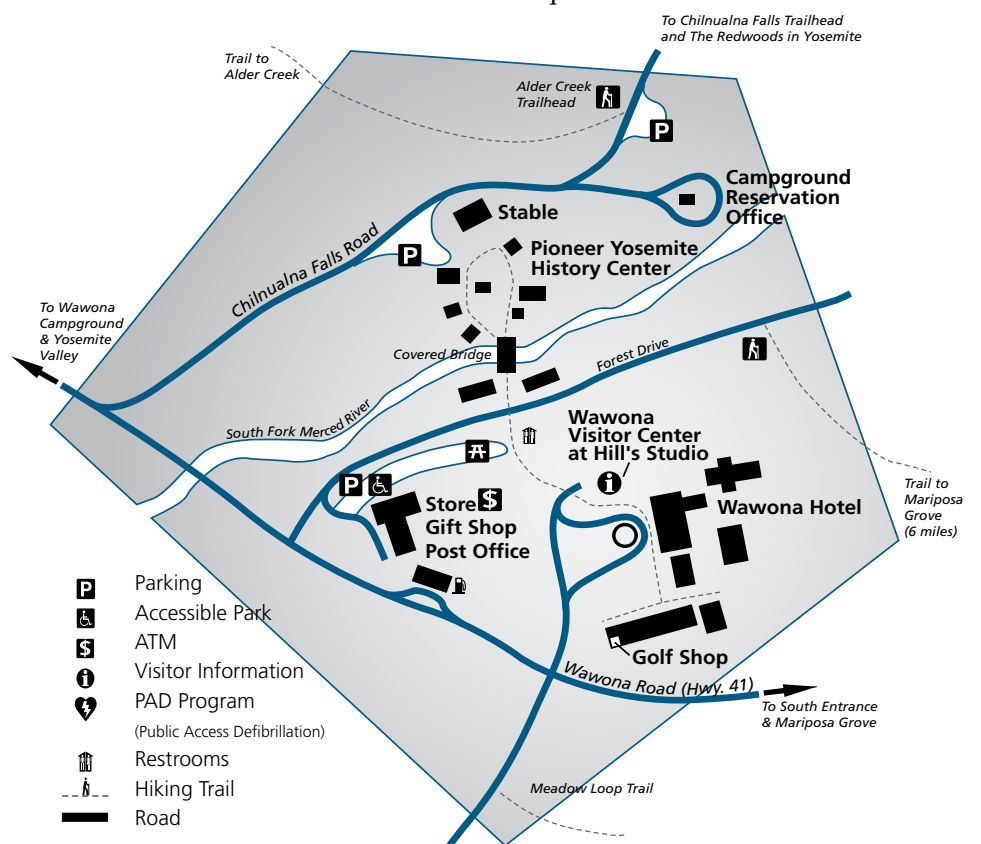 To Chilnualna Falls Trailhead
and The Redwoods in Yosemite
Trail to
Alder Creek
Alder Creek
Trailhead
P
Campground
Reservation
Office
Stable
Pioneer Yosemite
History Center
P
Chilnualna Falls Road
To Wawona
Campground
& Yosemite
Valley
Covered Bridge
Forest Drive
South Fork Merced River
Wawona
Visitor Center
at Hill's Studio
i
P
Store $
Gift Shop
Post Office
Wawona Hotel
Trail to
Mariposa
Grove
(6 miles)
Golf Shop
Wawona Road (Hwy. 41)
To South Entrance
& Mariposa Grove
Meadow Loop Trail
P Parking
Accessible Park
$ ATM
i Visitor Information
PAD Program
(Public Access Defibrillation)
Restrooms
Hiking Trail
Road